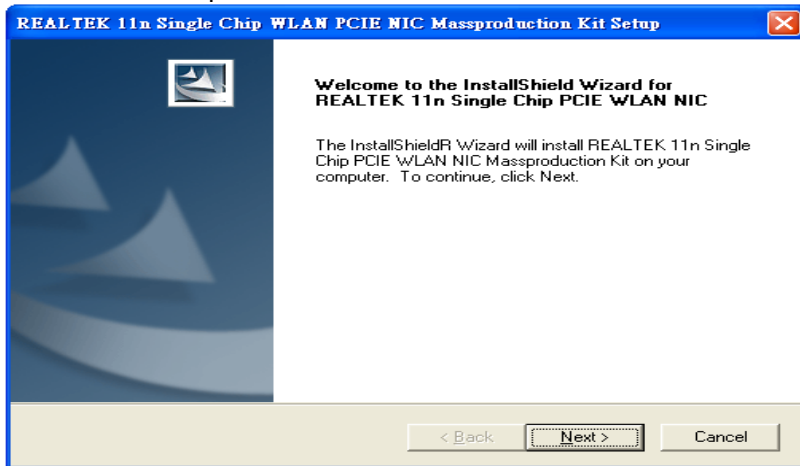 REALTEK 11n Single Chip WLAN PCIE NIC Massproduction Kit Setup
Welcome to the InstallShield Wizard for
REALTEK 11n Single Chip PCIE WLAN NIC
The InstallShieldR Wizard will install REALTEK 11n Single
Chip PCIE WLAN NIC Massproduction Kit on your
computer. To continue, click Next.
< Back
Next >
Cancel